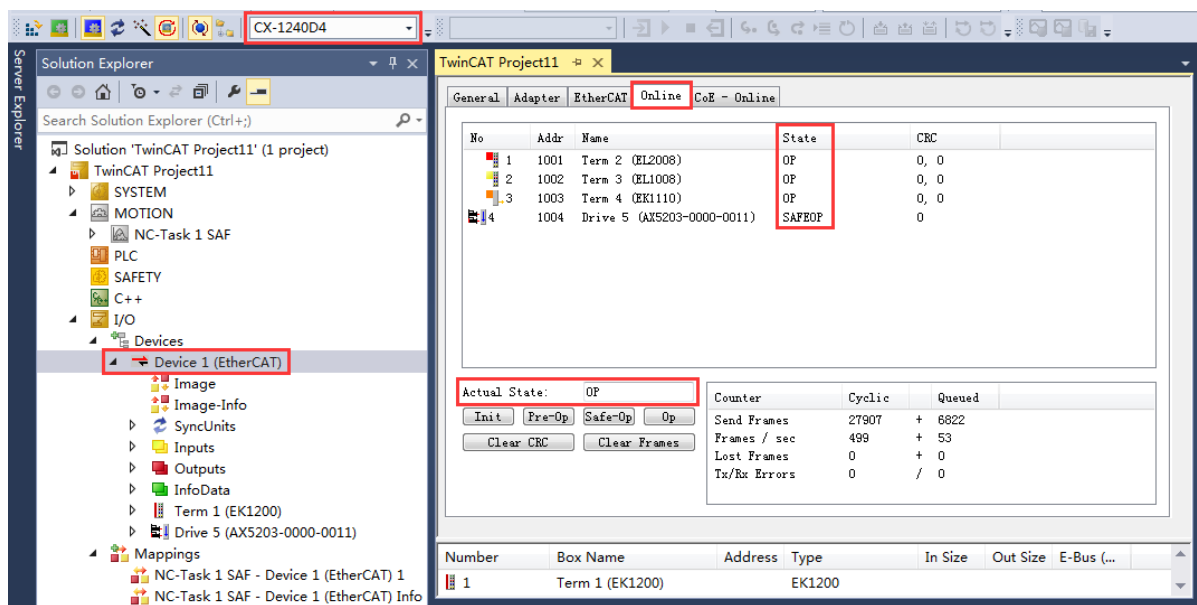 CX-1240D4
Server Explorer
Solution Explorer
Search Solution Explorer (Ctrl+;)
Solution 'TwinCAT Project11' (1 project)
TwinCAT Project11
SYSTEM
MOTION
NC-Task 1 SAF
PLC
SAFETY
C++
I/O
Devices
Device 1 (EtherCAT)
Image
Image-Info
SyncUnits
Inputs
Outputs
InfoData
Term 1 (EK1200)
Drive 5 (AX5203-0000-0011)
Mappings
NC-Task 1 SAF - Device 1 (EtherCAT) 1
NC-Task 1 SAF - Device 1 (EtherCAT) Info
TwinCAT Project11
General Adapter EtherCAT Online CoE - Online
No Addr Name State CRC
1 1001 Term 2 (EL2008) OP 0, 0
2 1002 Term 3 (EL1008) OP 0, 0
3 1003 Term 4 (EK1110) OP 0, 0
4 1004 Drive 5 (AX5203-0000-0011) SAFEOP 0
Actual State: OP
Init Pre-Op Safe-Op Op
Clear CRC Clear Frames
Counter Cyclic Queued
Send Frames 27907 + 6822
Frames / sec 499 + 53
Lost Frames 0 + 0
Tx/Rx Errors 0 / 0
Number Box Name Address Type In Size Out Size E-Bus (...
1 Term 1 (EK1200) EK1200